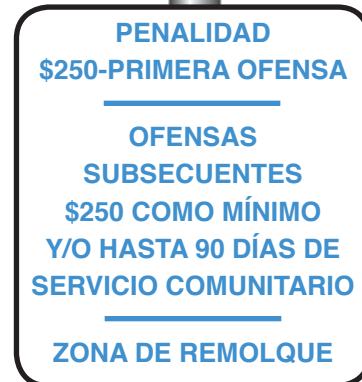 PENALIDAD
$250-PRIMERA OFENSA
OFENSAS
SUBSECUENTES
$250 COMO MÍNIMO
Y/O HASTA 90 DÍAS DE
SERVICIO COMUNITARIO
ZONA DE REMOLQUE